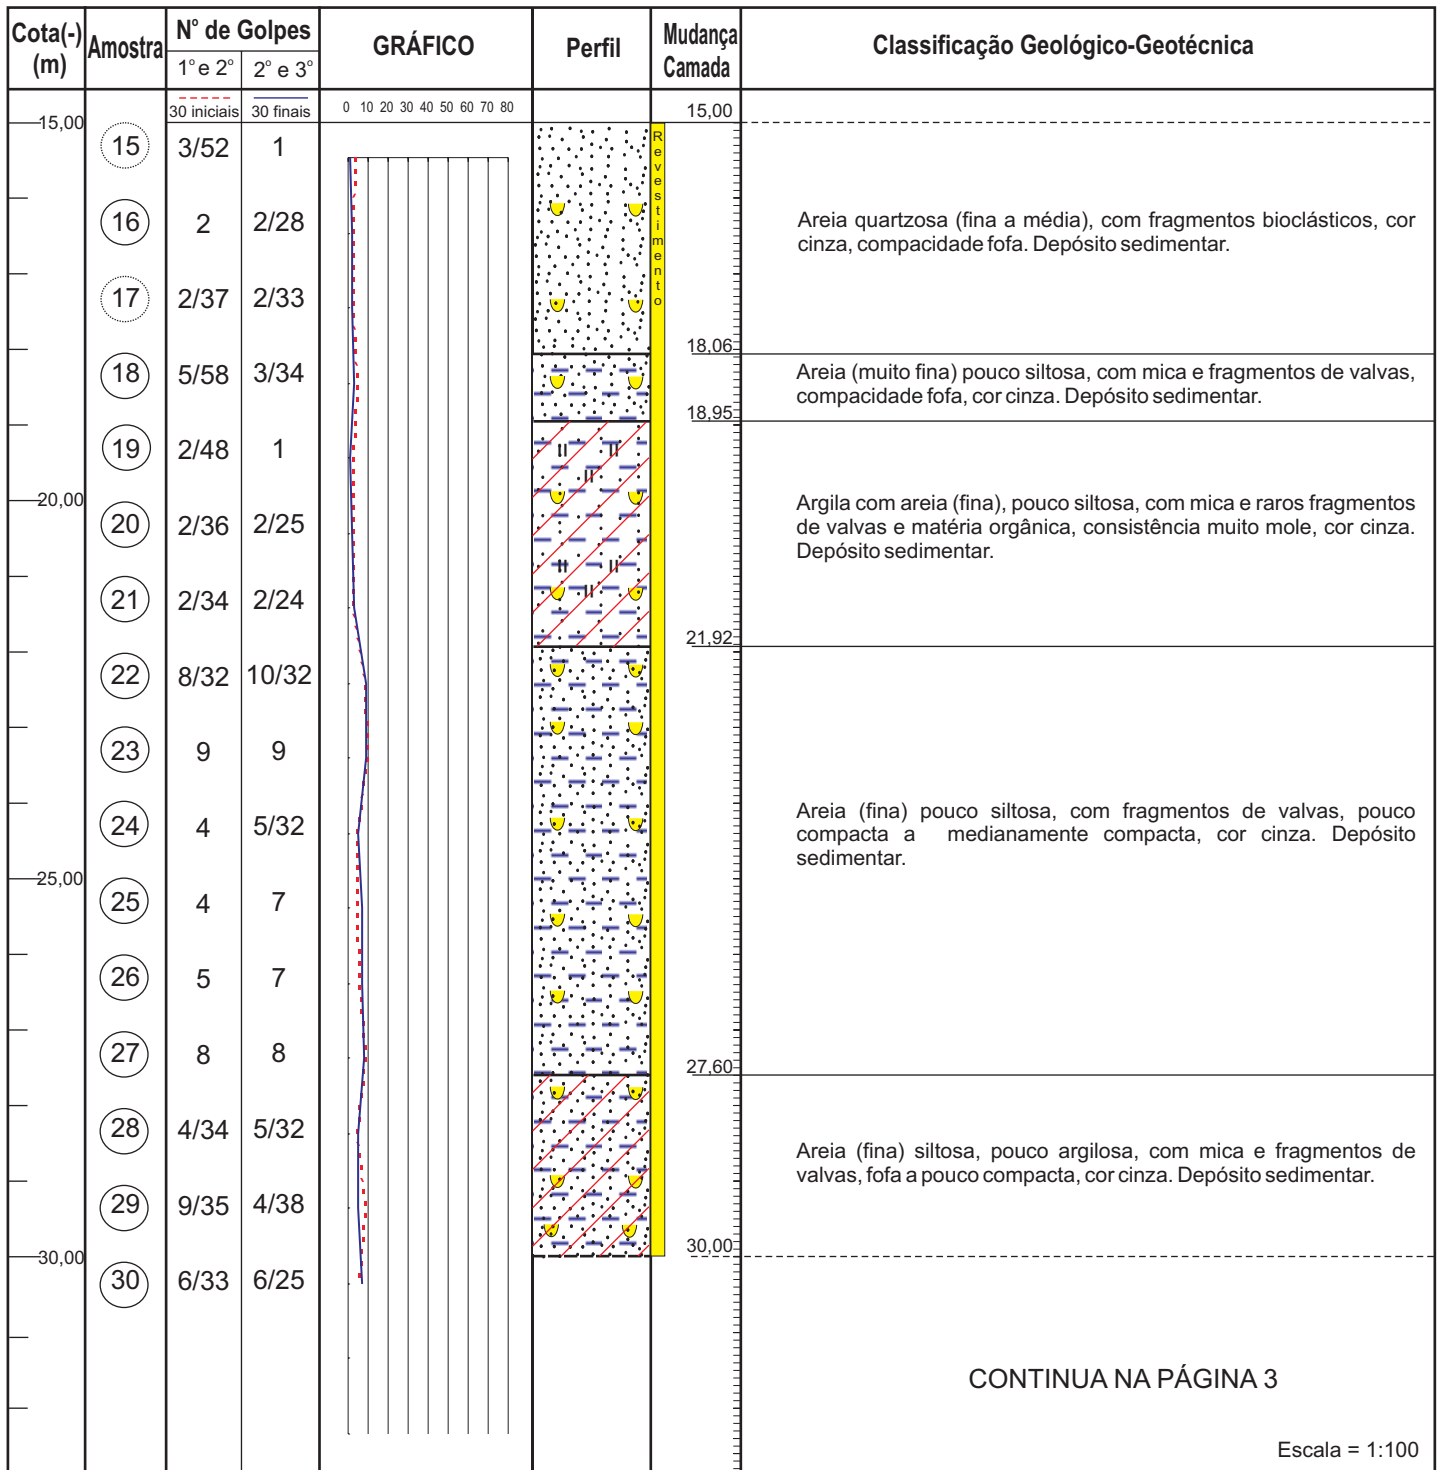 Cota(-)
(m)
Amostra
N° de Golpes
1° e 2°
2° e 3°
GRÁFICO
Perfil
Mudança
Camada
Classificação Geológico-Geotécnica
30 iniciais
30 finais
0 10 20 30 40 50 60 70 80
15,00
15,00
Revestimento
15 3/52 1
16 2 2/28
Areia quartzosa (fina a média), com fragmentos bioclásticos, cor
cinza, compacidade fofa. Depósito sedimentar.
17 2/37 2/33
18,06
18 5/58 3/34
Areia (muito fina) pouco siltosa, com mica e fragmentos de valvas,
compacidade fofa, cor cinza. Depósito sedimentar.
18,95
19 2/48 1
20,00
20 2/36 2/25
Argila com areia (fina), pouco siltosa, com mica e raros fragmentos
de valvas e matéria orgânica, consistência muito mole, cor cinza.
Depósito sedimentar.
21 2/34 2/24
21,92
22 8/32 10/32
23 9 9
24 4 5/32
Areia (fina) pouco siltosa, com fragmentos de valvas, pouco
compacta a medianamente compacta, cor cinza. Depósito
sedimentar.
25,00
25 4 7
26 5 7
27 8 8
27,60
28 4/34 5/32
Areia (fina) siltosa, pouco argilosa, com mica e fragmentos de
valvas, fofa a pouco compacta, cor cinza. Depósito sedimentar.
29 9/35 4/38
30,00
30,00
30 6/33 6/25
CONTINUA NA PÁGINA 3
Escala = 1:100